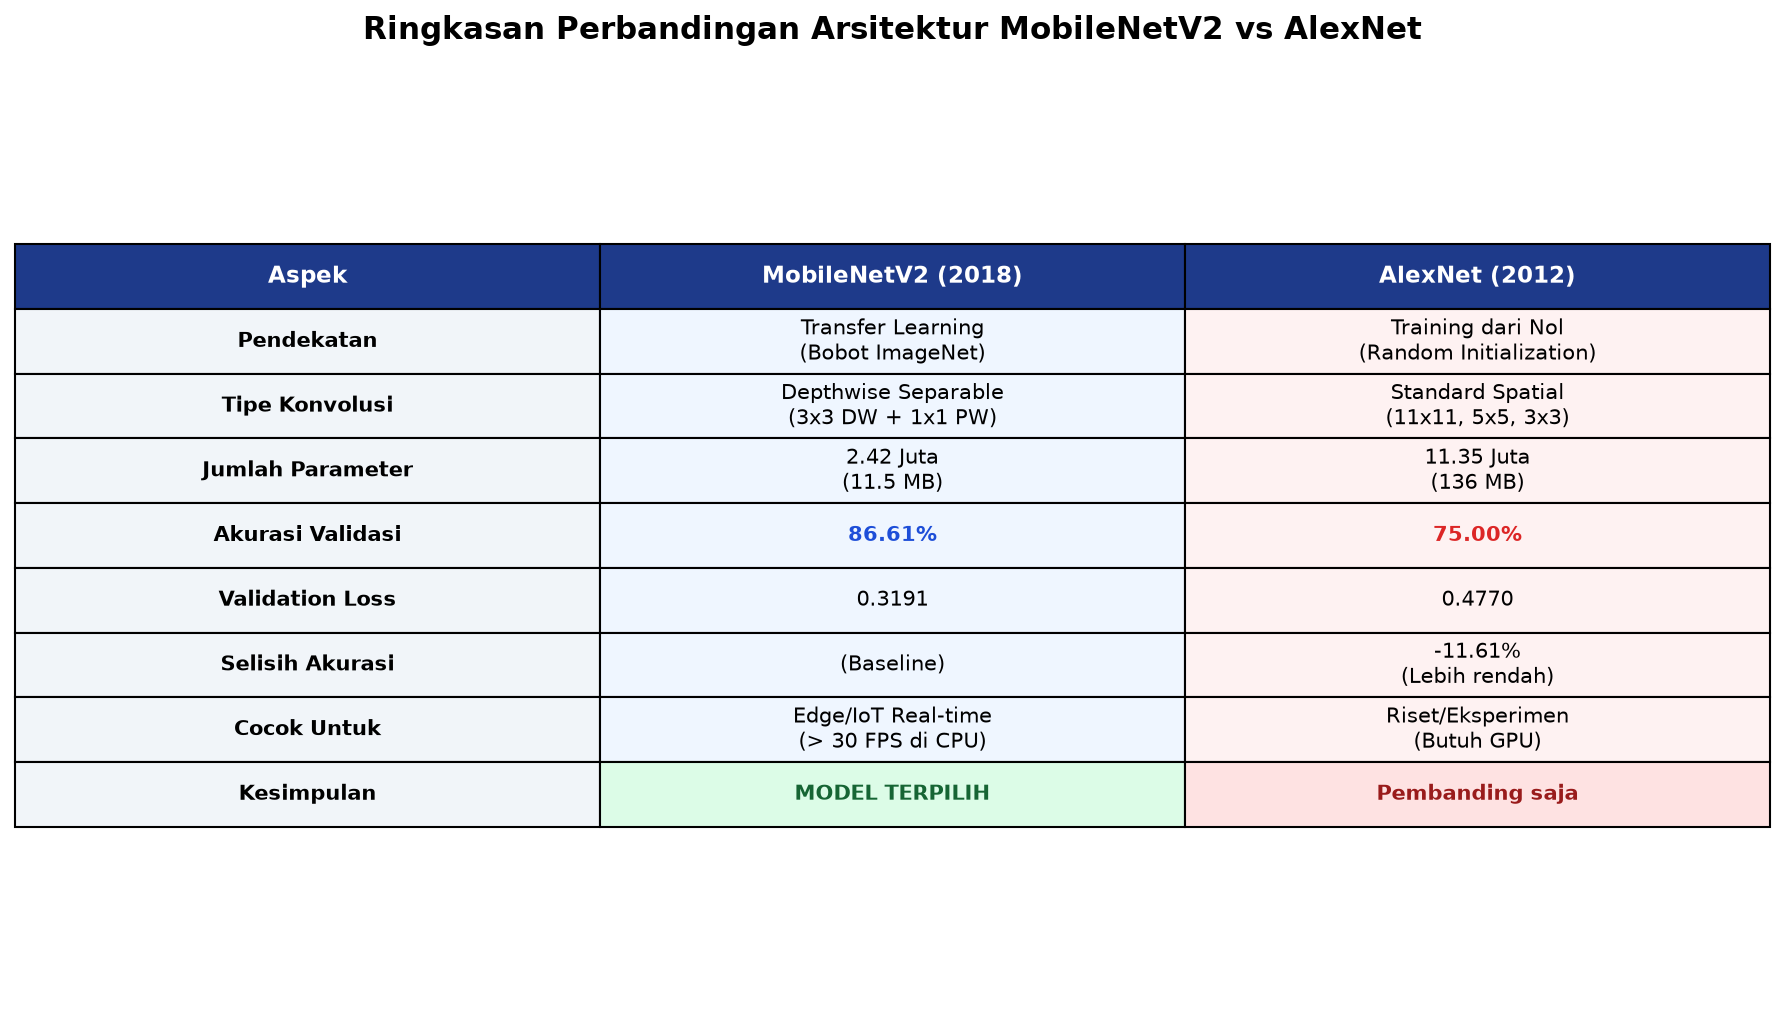 Ringkasan Perbandingan Arsitektur MobileNetV2 vs AlexNet
Aspek
MobileNetV2 (2018)
AlexNet (2012)
Pendekatan
Transfer Learning
(Bobot ImageNet)
Training dari Nol
(Random Initialization)
Tipe Konvolusi
Depthwise Separable
(3x3 DW + 1x1 PW)
Standard Spatial
(11x11, 5x5, 3x3)
Jumlah Parameter
2.42 Juta
(11.5 MB)
11.35 Juta
(136 MB)
Akurasi Validasi
86.61%
75.00%
Validation Loss
0.3191
0.4770
Selisih Akurasi
(Baseline)
-11.61%
(Lebih rendah)
Cocok Untuk
Edge/IoT Real-time
(> 30 FPS di CPU)
Riset/Eksperimen
(Butuh GPU)
Kesimpulan
MODEL TERPILIH
Pembanding saja